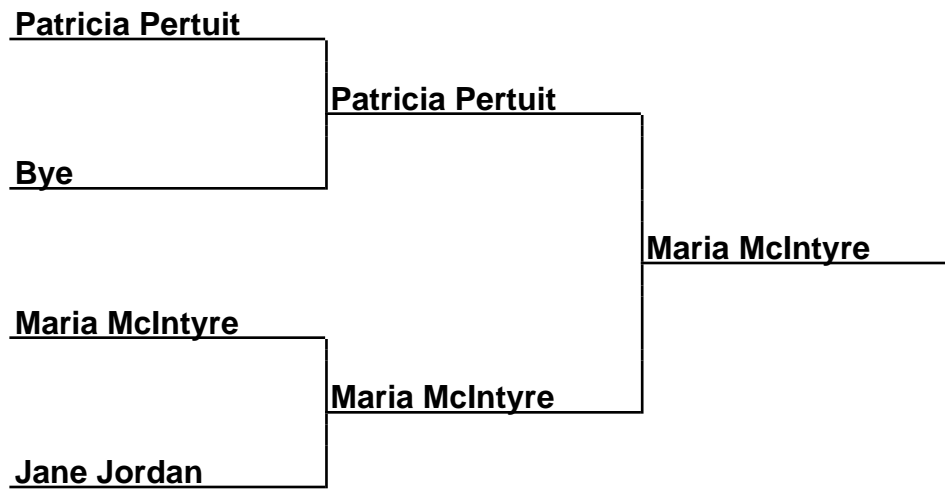 Patricia Pertuit
Patricia Pertuit
Bye
Maria McIntyre
Maria McIntyre
Maria McIntyre
Jane Jordan